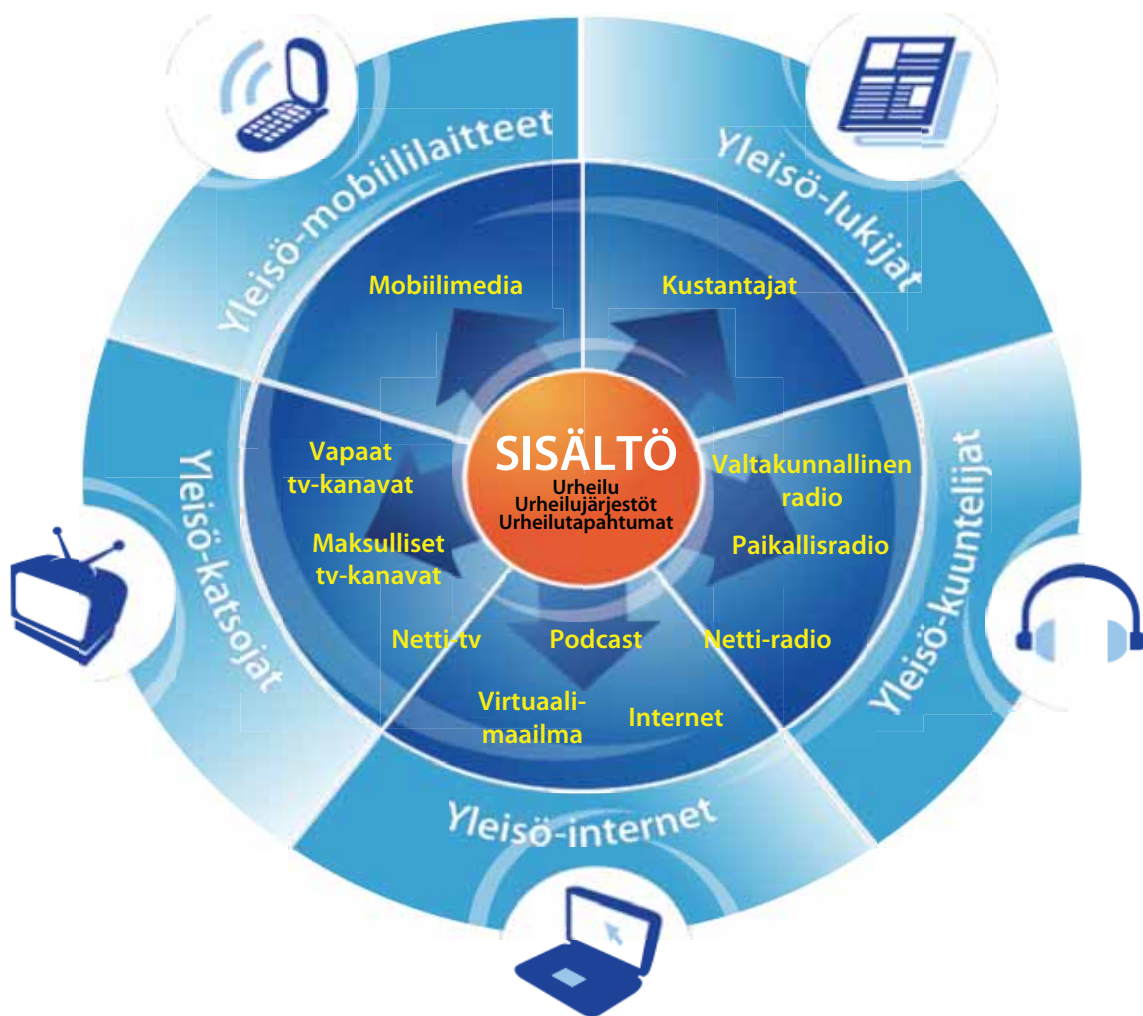 Yleisö-mobiililaitteet
Yleisö-lukijat
Mobiilimedia
Kustantajat
SISÄLTÖ
Urheilu
Urheilujärjestöt
Urheilutapahtumat
Vapaat
tv-kanavat
Maksulliset
tv-kanavat
Valtakunnallinen
radio
Paikallisradio
Yleisö-katsojat
Yleisö-kuuntelijat
Netti-tv
Podcast
Netti-radio
Virtuaali-
maailma
Internet
Yleisö-internet